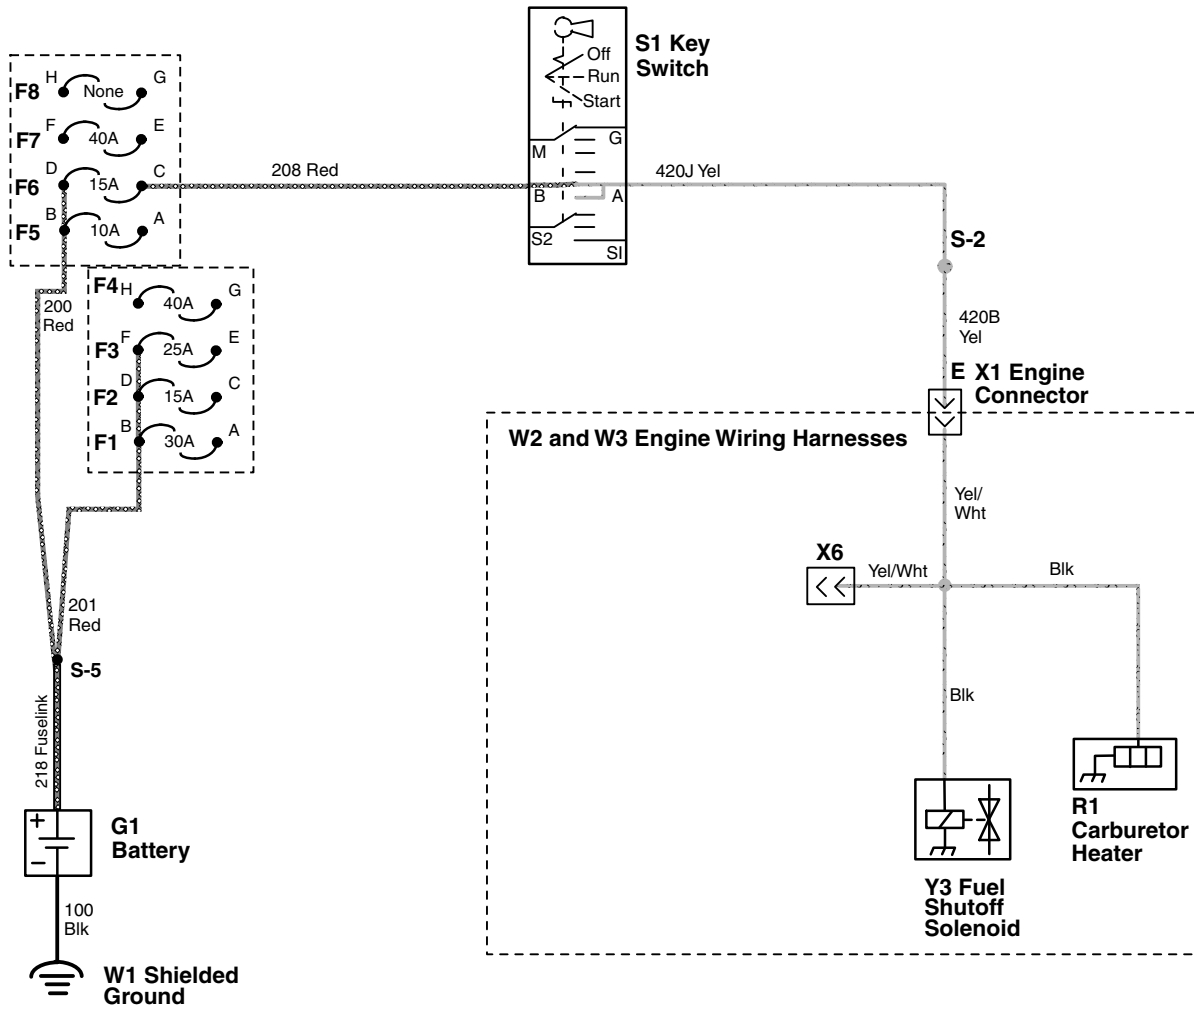 S1 Key
Switch
Off
Run
Start
M
G
B
A
S2
SI
F8
H
None
G
F7
F
40A
E
F6
D
15A
C
F5
B
10A
A
208 Red
420J Yel
S-2
420B
Yel
200
Red
F4
H
40A
G
F3
F
25A
E
F2
D
15A
C
F1
B
30A
A
E
X1 Engine
Connector
W2 and W3 Engine Wiring Harnesses
Yel/
Wht
X6
Yel/Wht
Blk
201
Red
S-5
218 Fuselink
Blk
+
–
G1
Battery
R1
Carburetor
Heater
Y3 Fuel
Shutoff
Solenoid
100
Blk
W1 Shielded
Ground